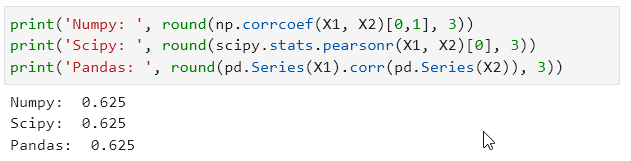 print('Numpy: ', round(np.corrcoef(X1, X2)[0,1], 3))
print('Scipy: ', round(scipy.stats.pearsonr(X1, X2)[0], 3))
print('Pandas: ', round(pd.Series(X1).corr(pd.Series(X2)), 3))
Numpy:  0.625
Scipy:  0.625
Pandas:  0.625